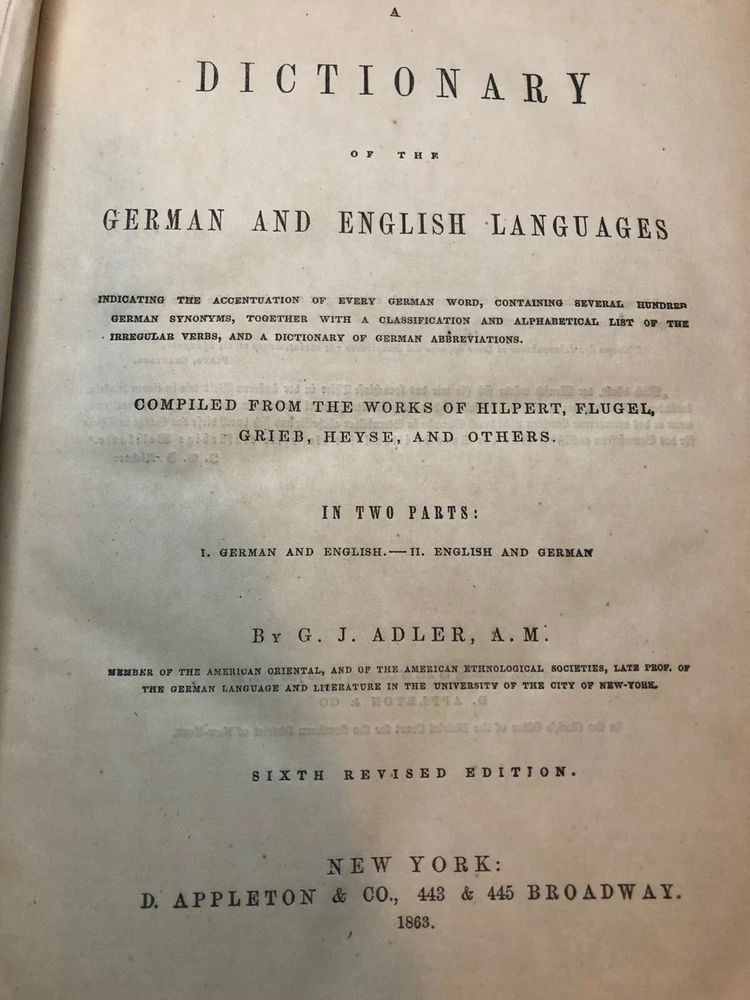 A
DICTIONARY
OF THE
GERMAN AND ENGLISH LANGUAGES
INDICATING THE ACCENTUATION OF EVERY GERMAN WORD, CONTAINING SEVERAL HUNDRED
GERMAN SYNONYMS, TOGETHER WITH A CLASSIFICATION AND ALPHABETICAL LIST OF THE
IRREGULAR VERBS, AND A DICTIONARY OF GERMAN ABBREVIATIONS.
COMPILED FROM THE WORKS OF HILPERT, FLUGEL,
GRIEB, HEYSE, AND OTHERS.
IN TWO PARTS:
I. GERMAN AND ENGLISH.—II. ENGLISH AND GERMAN
By G. J. ADLER, A. M.
MEMBER OF THE AMERICAN ORIENTAL, AND OF THE AMERICAN ETHNOLOGICAL SOCIETIES, LATE PROF. OF
THE GERMAN LANGUAGE AND LITERATURE IN THE UNIVERSITY OF THE CITY OF NEW-YORK.
SIXTH REVISED EDITION.
NEW YORK:
D. APPLETON & CO., 443 & 445 BROADWAY.
1863.